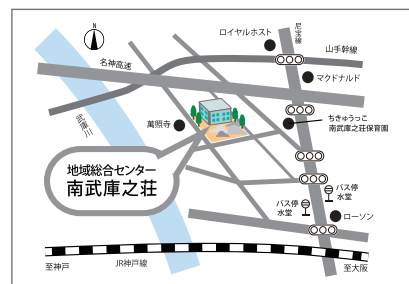 N
ロイヤルホスト
尼宝線
山手幹線
名神高速
マクドナルド
武庫川
萬照寺
ちきゅうっこ
南武庫之荘保育園
地域総合センター
南武庫之荘
バス停
水堂
バス停
水堂
ローソン
至神戸
JR神戸線
至大阪